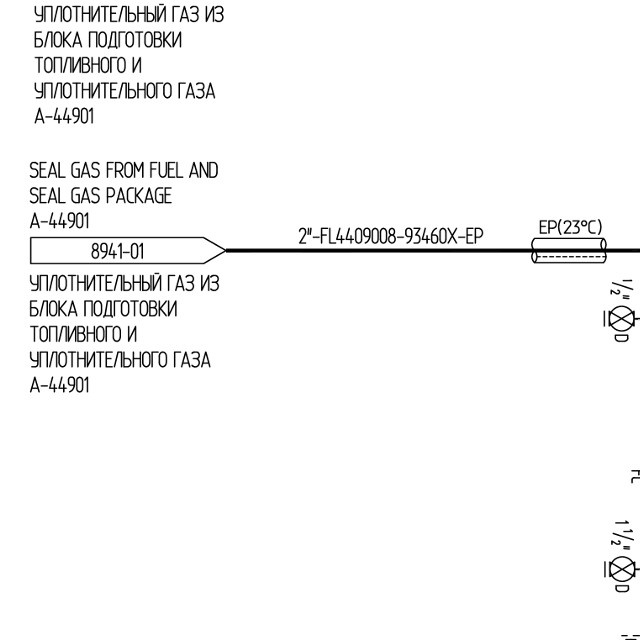 УПЛОТНИТЕЛЬНЫЙ ГАЗ ИЗ
БЛОКА ПОДГОТОВКИ
ТОПЛИВНОГО И
УПЛОТНИТЕЛЬНОГО ГАЗА
А-44901
SEAL GAS FROM FUEL AND
SEAL GAS PACKAGE
A-44901
8941-01
2"-FL4409008-93460X-EP
EP(23°C)
УПЛОТНИТЕЛЬНЫЙ ГАЗ ИЗ
БЛОКА ПОДГОТОВКИ
ТОПЛИВНОГО И
УПЛОТНИТЕЛЬНОГО ГАЗА
А-44901
1/2"
D
1 1/2"
D